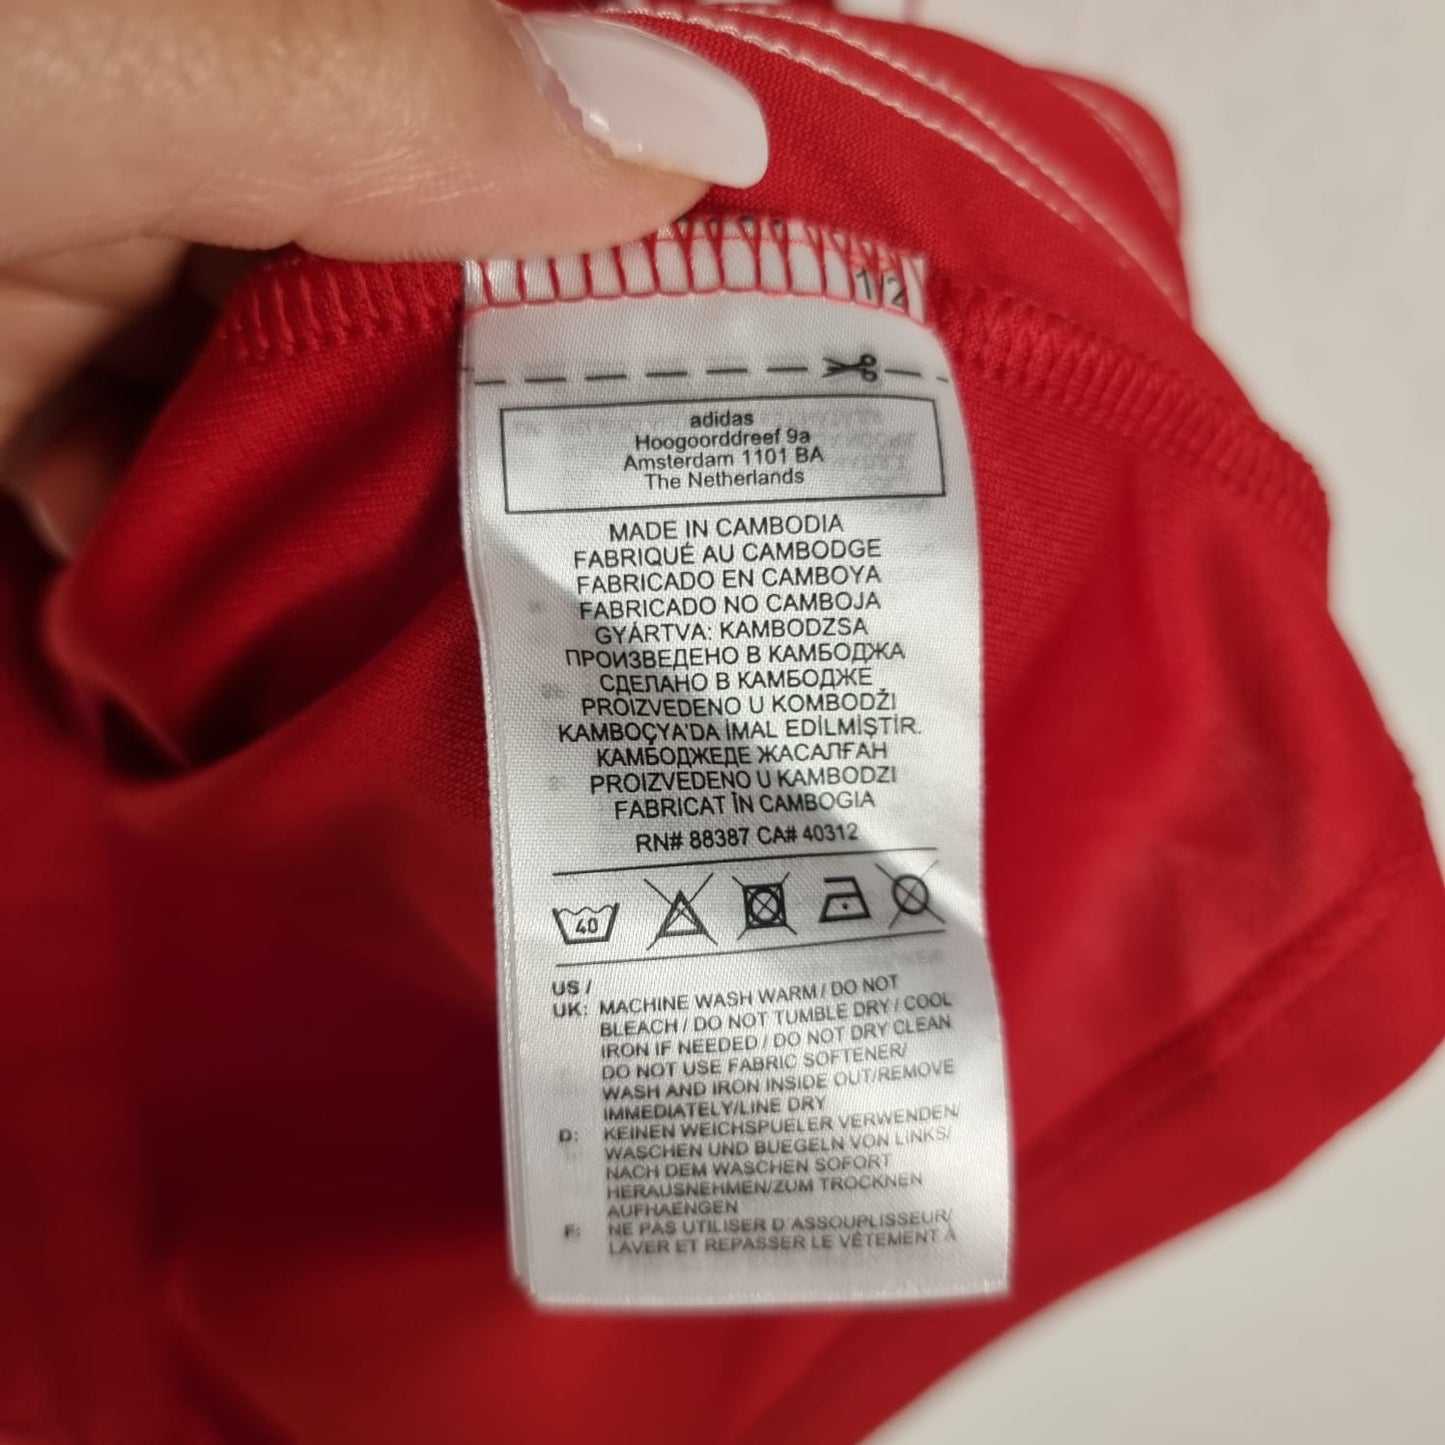 1/2
adidas
Hoogoorddreef 9a
Amsterdam 1101 BA
The Netherlands
MADE IN CAMBODIA
FABRIQUÉ AU CAMBODGE
FABRICADO EN CAMBOYA
FABRICADO NO CAMBOJA
GYÁRTVA: KAMBODZSA
ПРОИЗВЕДЕНО В КАМБОДЖА
СДЕЛАНО В КАМБОДЖЕ
PROIZVEDENO U KOMBODŽI
KAMBOÇYA'DA İMAL EDİLMİŞTİR.
КАМБОДЖЕДЕ ЖАСАЛҒАН
PROIZVEDENO U KAMBODZI
FABRICAT ÎN CAMBOGIA
RN# 88387 CA# 40312
40
US /
UK: MACHINE WASH WARM / DO NOT
BLEACH / DO NOT TUMBLE DRY / COOL
IRON IF NEEDED / DO NOT DRY CLEAN
DO NOT USE FABRIC SOFTENER/
WASH AND IRON INSIDE OUT/REMOVE
IMMEDIATELY/LINE DRY
D: KEINEN WEICHSPUELER VERWENDEN/
WASCHEN UND BUEGELN VON LINKS/
NACH DEM WASCHEN SOFORT
HERAUSNEHMEN/ZUM TROCKNEN
AUFHAENGEN
F: NE PAS UTILISER D'ASSOUPLISSEUR/
LAVER ET REPASSER LE VÊTEMENT À